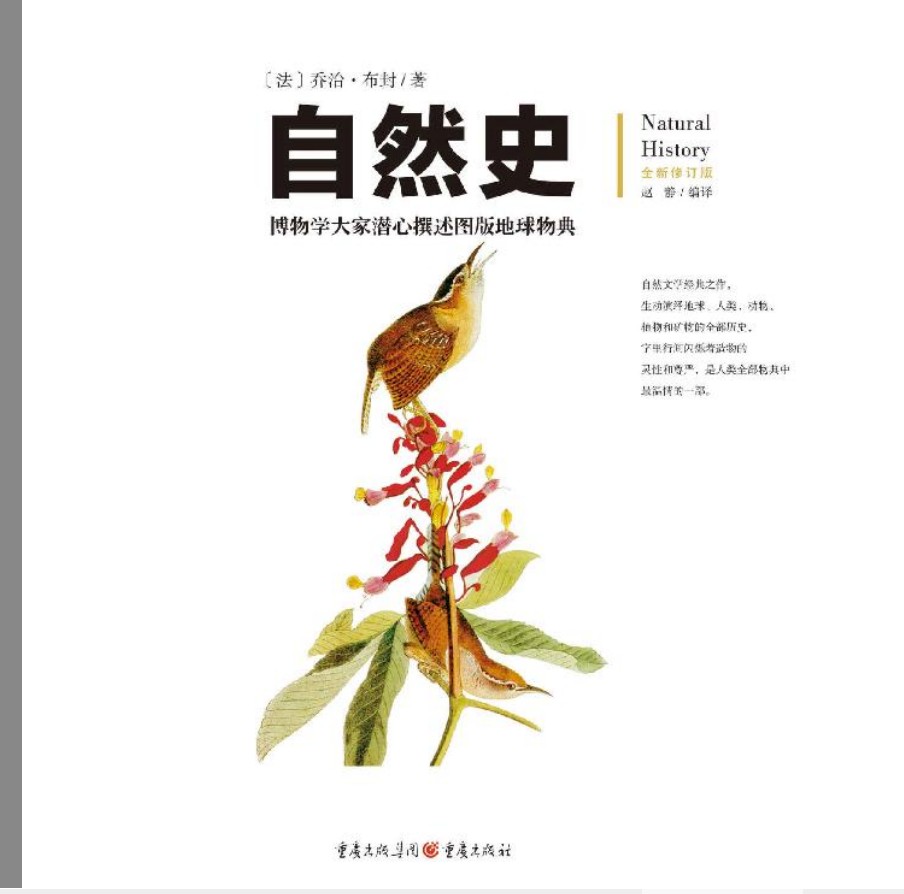 〔法〕乔治·布封/著
自然史
博物学大家潜心撰述图版地球物典
Natural
History
全新修订版
赵静/编译
自然文学经典之作。
生动演绎地球、人类、动物、
植物和矿物的全部历史，
字里行间闪烁着造物的
灵性和尊严，是人类全部物典中
最温情的一部。
重庆出版集团 重庆出版社